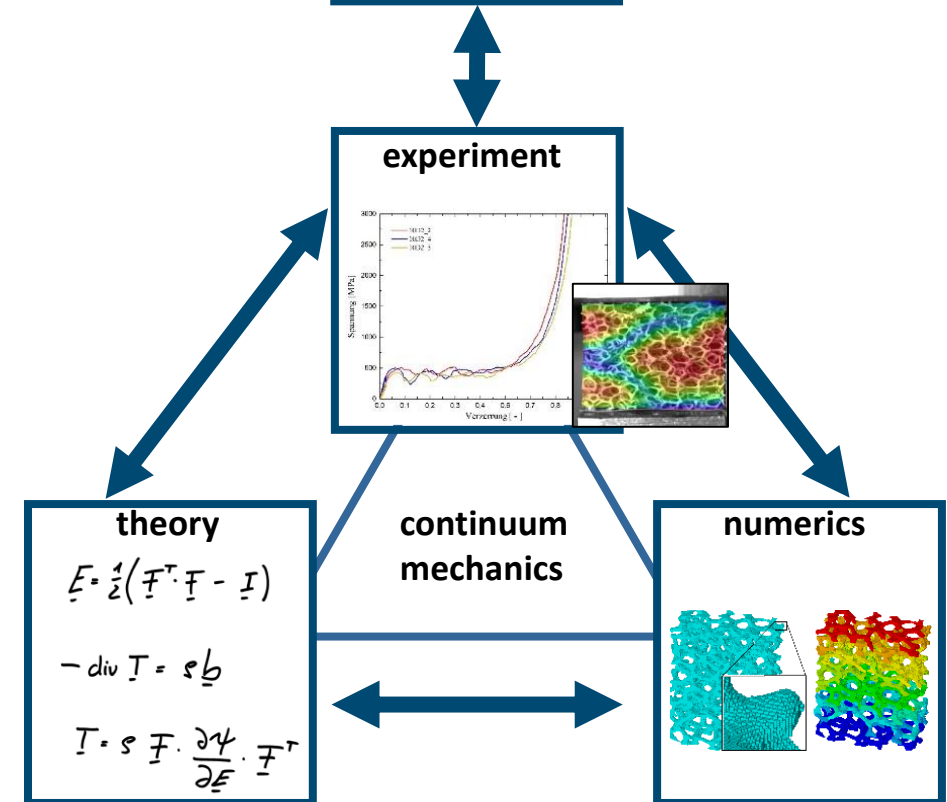 experiment
3000
2500
2000
1500
1000
500
0
Spannung [MPa]
0.0 0.1 0.2 0.3 0.4 0.5 0.6 0.7 0.8
Verzerrung [ - ]
theory
E = 1/2 (F^T · F - I)
- div T = ρ b
T = ρ F · ∂ψ/∂E · F^T
continuum
mechanics
numerics